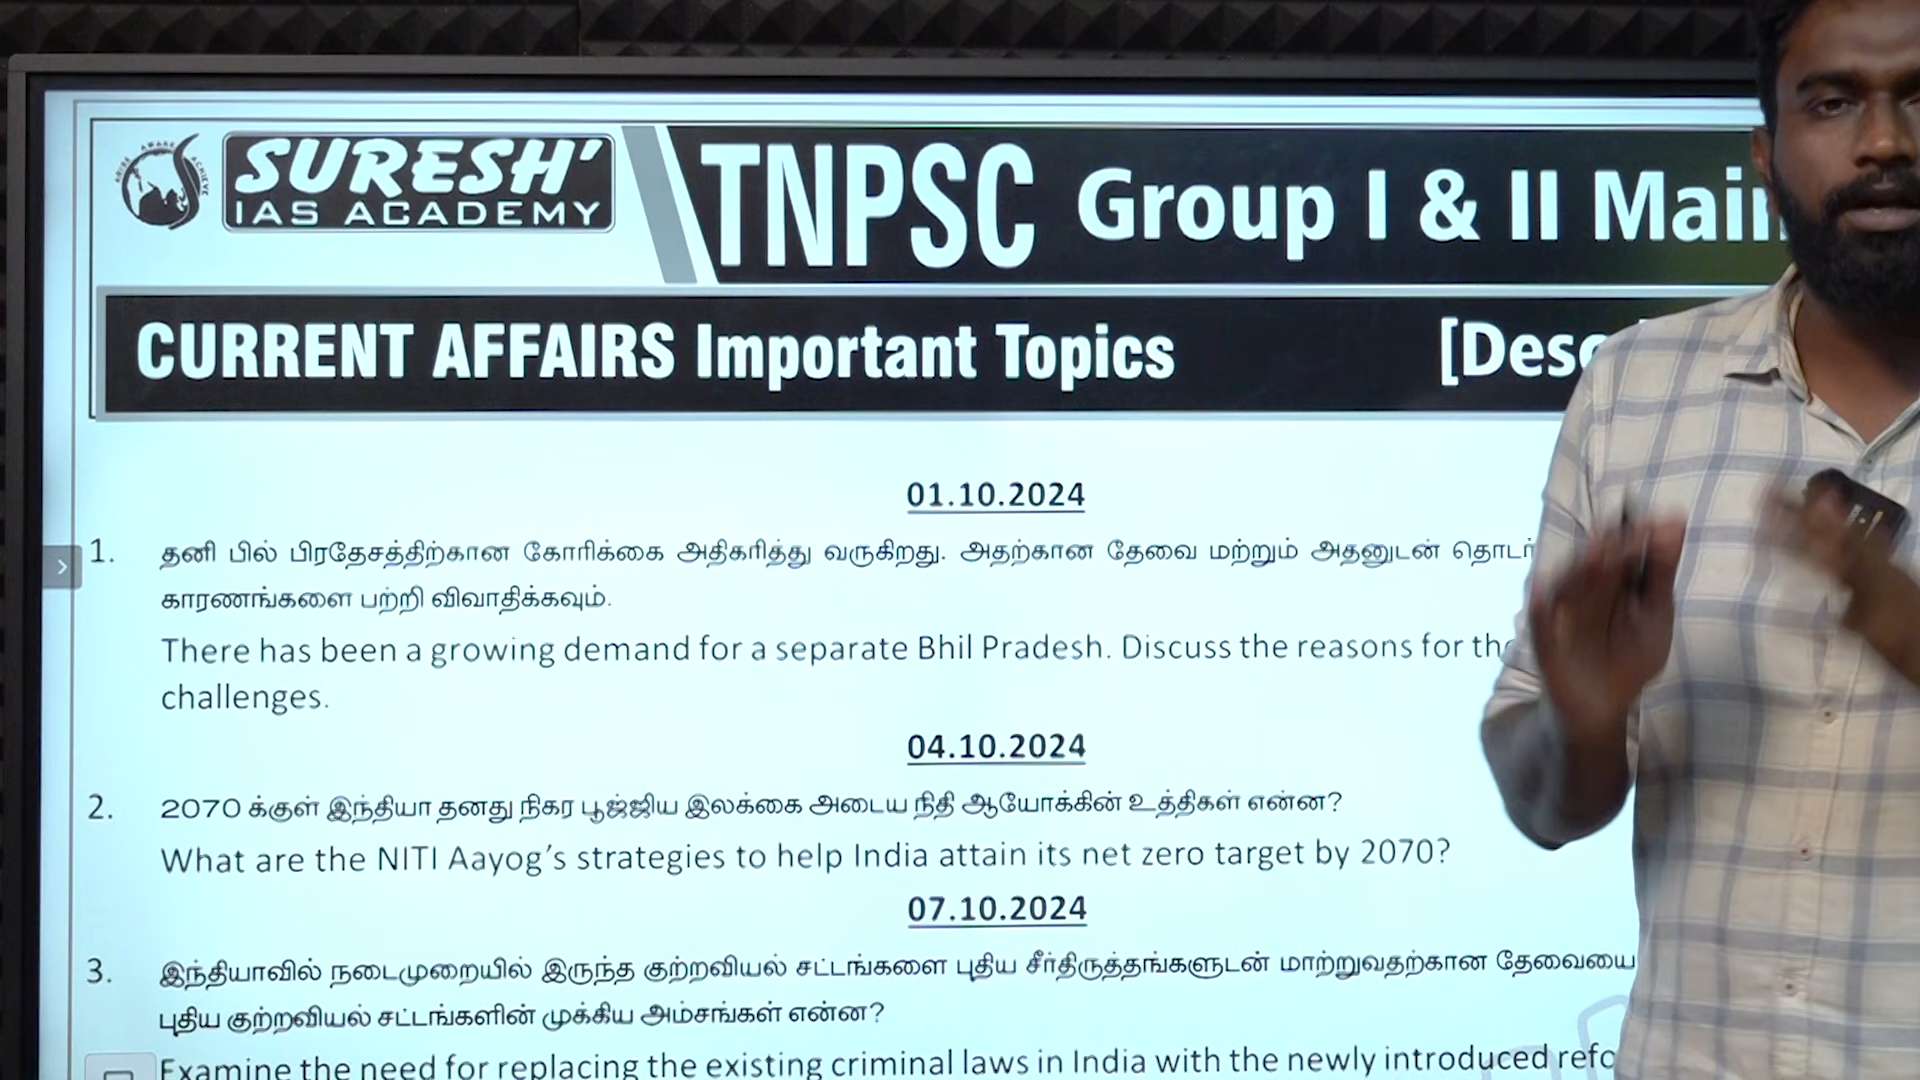 SURESH'
IAS ACADEMY
TNPSC Group I & II
CURRENT AFFAIRS Important Topics
01.10.2024
1. தனி பில் பிரதேசத்திற்கான கோரிக்கை அதிகரித்து வருகிறது. அதற்கான தேவை மற்றும் அதனுடன்
காரணங்களை பற்றி விவாதிக்கவும்.
There has been a growing demand for a separate Bhil Pradesh. Discuss the reasons for
challenges.
04.10.2024
2. 2070 க்குள் இந்தியா தனது நிகர பூஜ்ஜிய இலக்கை அடைய நிதி ஆயோக்கின் உத்திகள் என்ன?
What are the NITI Aayog’s strategies to help India attain its net zero target by 2070?
07.10.2024
3. இந்தியாவில் நடைமுறையில் இருந்த குற்றவியல் சட்டங்களை புதிய சீர்திருத்தங்களுடன் மாற்றுவதற்கான தேவையை
புதிய குற்றவியல் சட்டங்களின் முக்கிய அம்சங்கள் என்ன?
Examine the need for replacing the existing criminal laws in India with the newly introduced